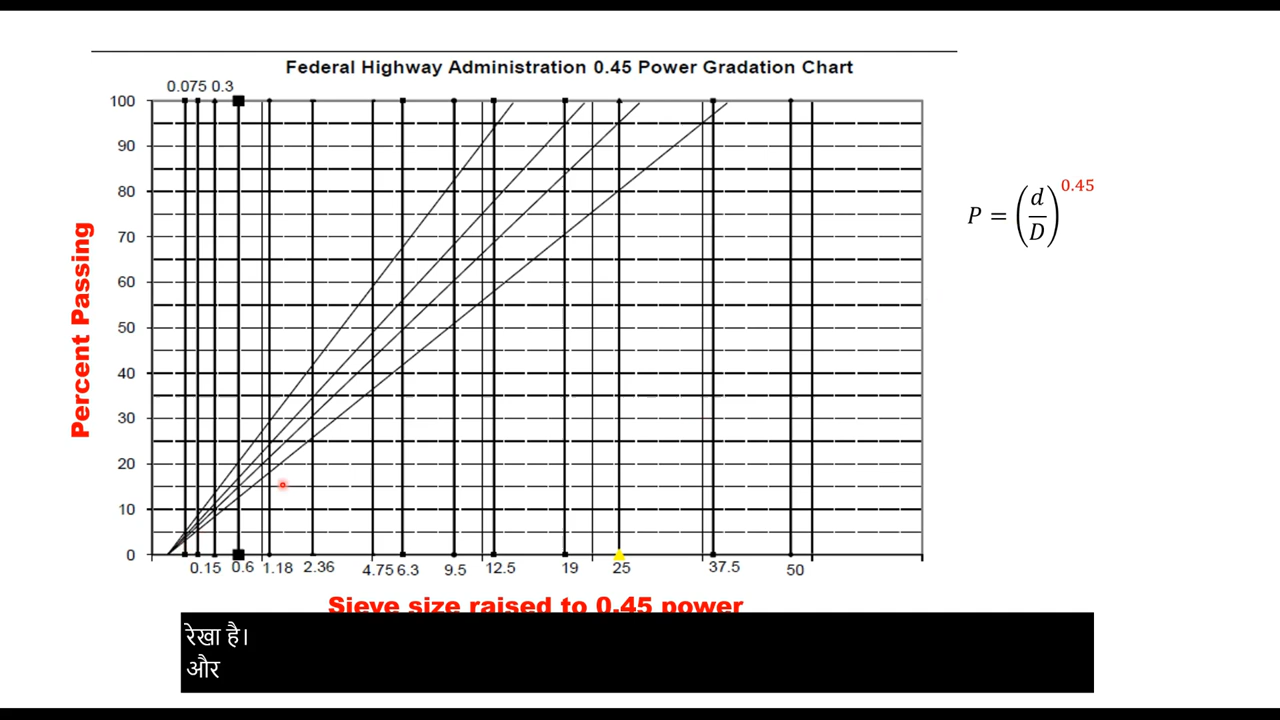 Federal Highway Administration 0.45 Power Gradation Chart
0.075 0.3
100
90
80
70
60
50
40
30
20
10
0
Percent Passing
0.15 0.6 1.18 2.36 4.75 6.3 9.5 12.5 19 25 37.5 50
Sieve size raised to 0.45 power
P = (d/D)^0.45
रेखा है।
और